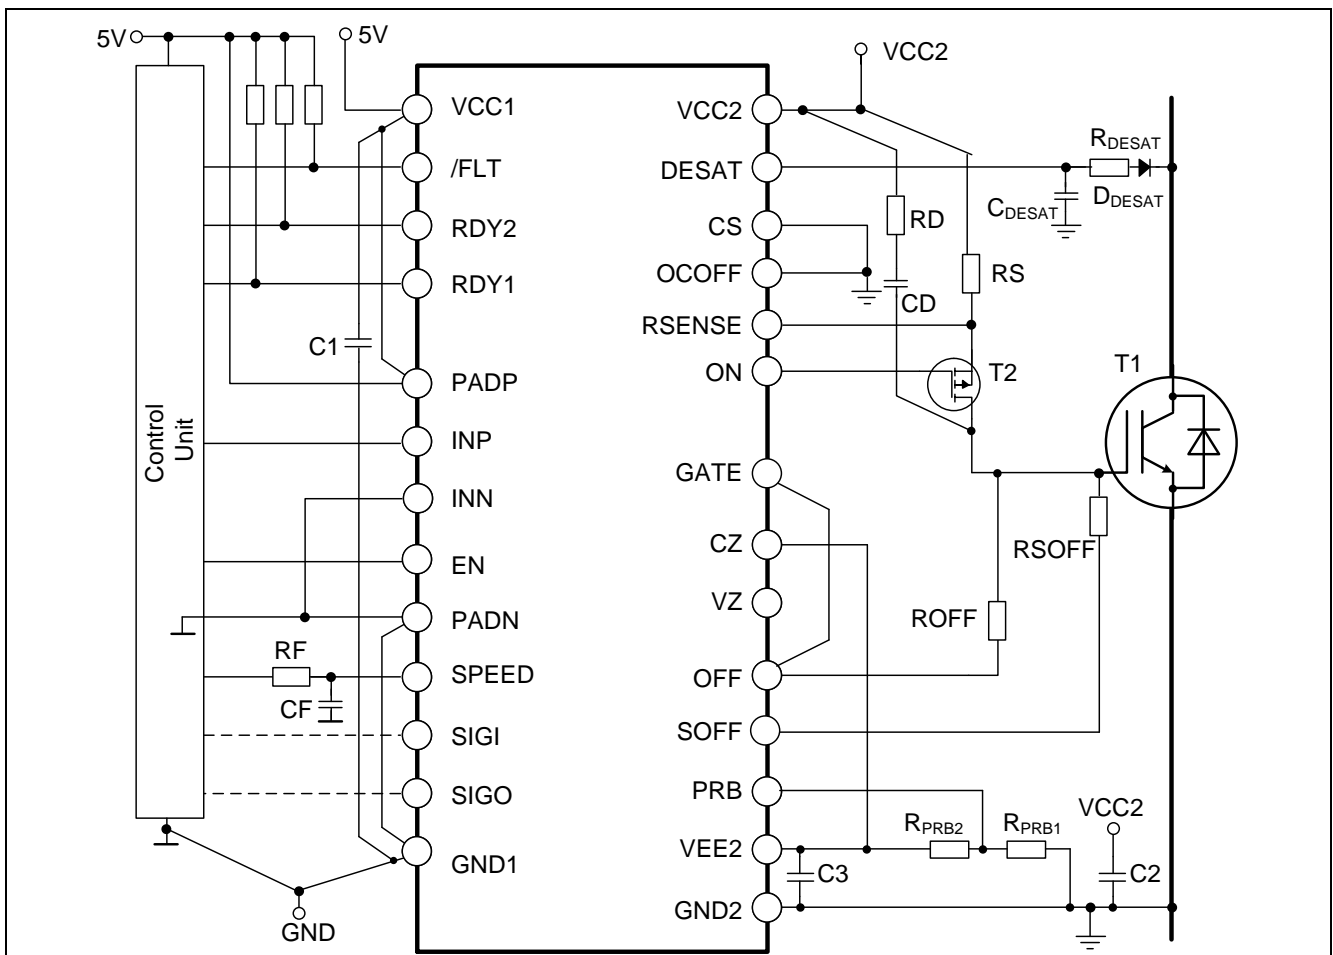 5V
5V
VCC2
VCC1
/FLT
RDY2
RDY1
C1
PADP
INP
INN
EN
PADN
RF
SPEED
CF
SIGI
SIGO
GND1
GND
Control
Unit
VCC2
DESAT
CS
OCOFF
RSENSE
ON
GATE
CZ
VZ
OFF
SOFF
PRB
VEE2
GND2
RD
CD
RS
T2
RDESAT
CDESAT
DDESAT
T1
RSOFF
ROFF
RPRB2
RPRB1
VCC2
C3
C2